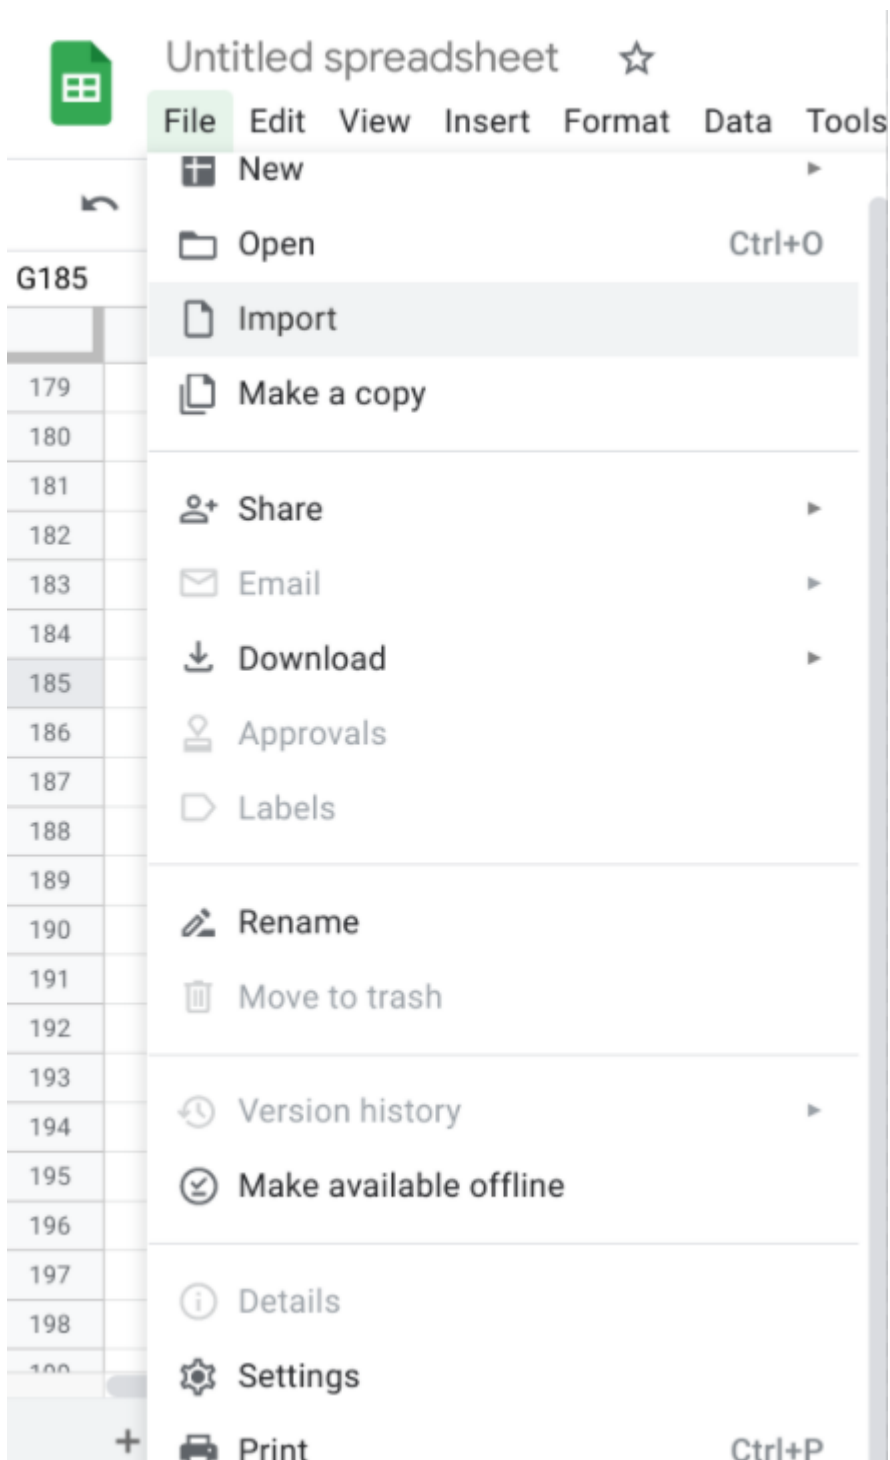 Untitled spreadsheet
File Edit View Insert Format Data Tools
New
Open Ctrl+O
G185
Import
179
Make a copy
180
181
Share
182
183
Email
184
Download
185
186
Approvals
187
Labels
188
189
190
Rename
191
Move to trash
192
193
Version history
194
195
Make available offline
196
197
Details
198
Settings
Print Ctrl+P